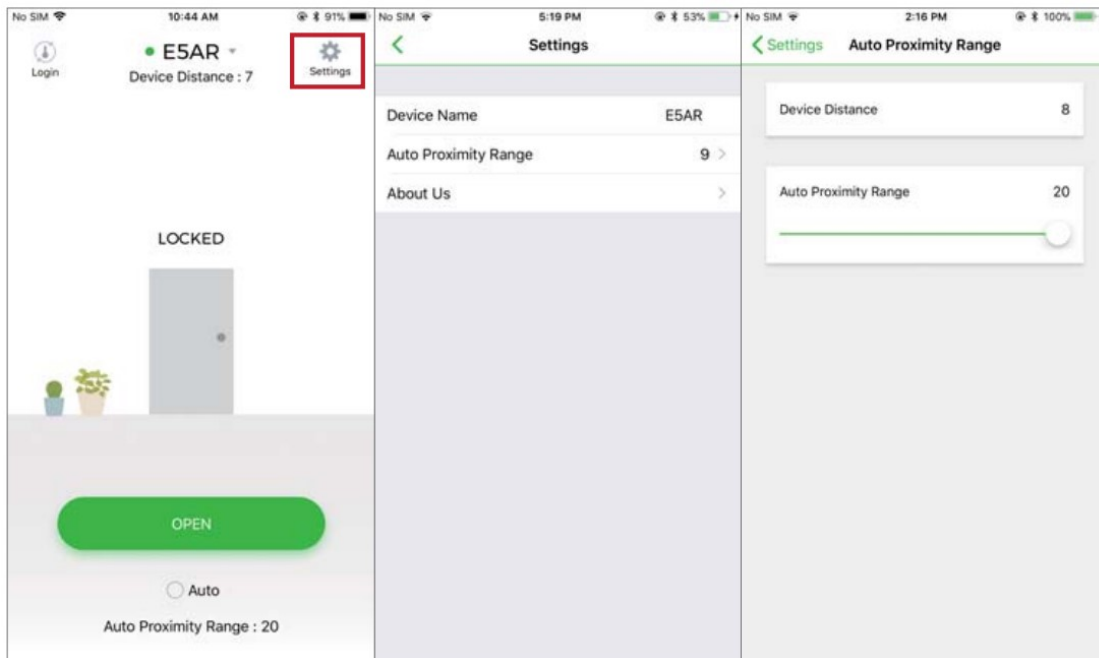 No SIM 10:44 AM 91%
Login
E5AR
Device Distance : 7
Settings
LOCKED
OPEN
Auto
Auto Proximity Range : 20
No SIM 5:19 PM 53%
Settings
Device Name E5AR
Auto Proximity Range 9
About Us
No SIM 2:16 PM 100%
Settings Auto Proximity Range
Device Distance 8
Auto Proximity Range 20